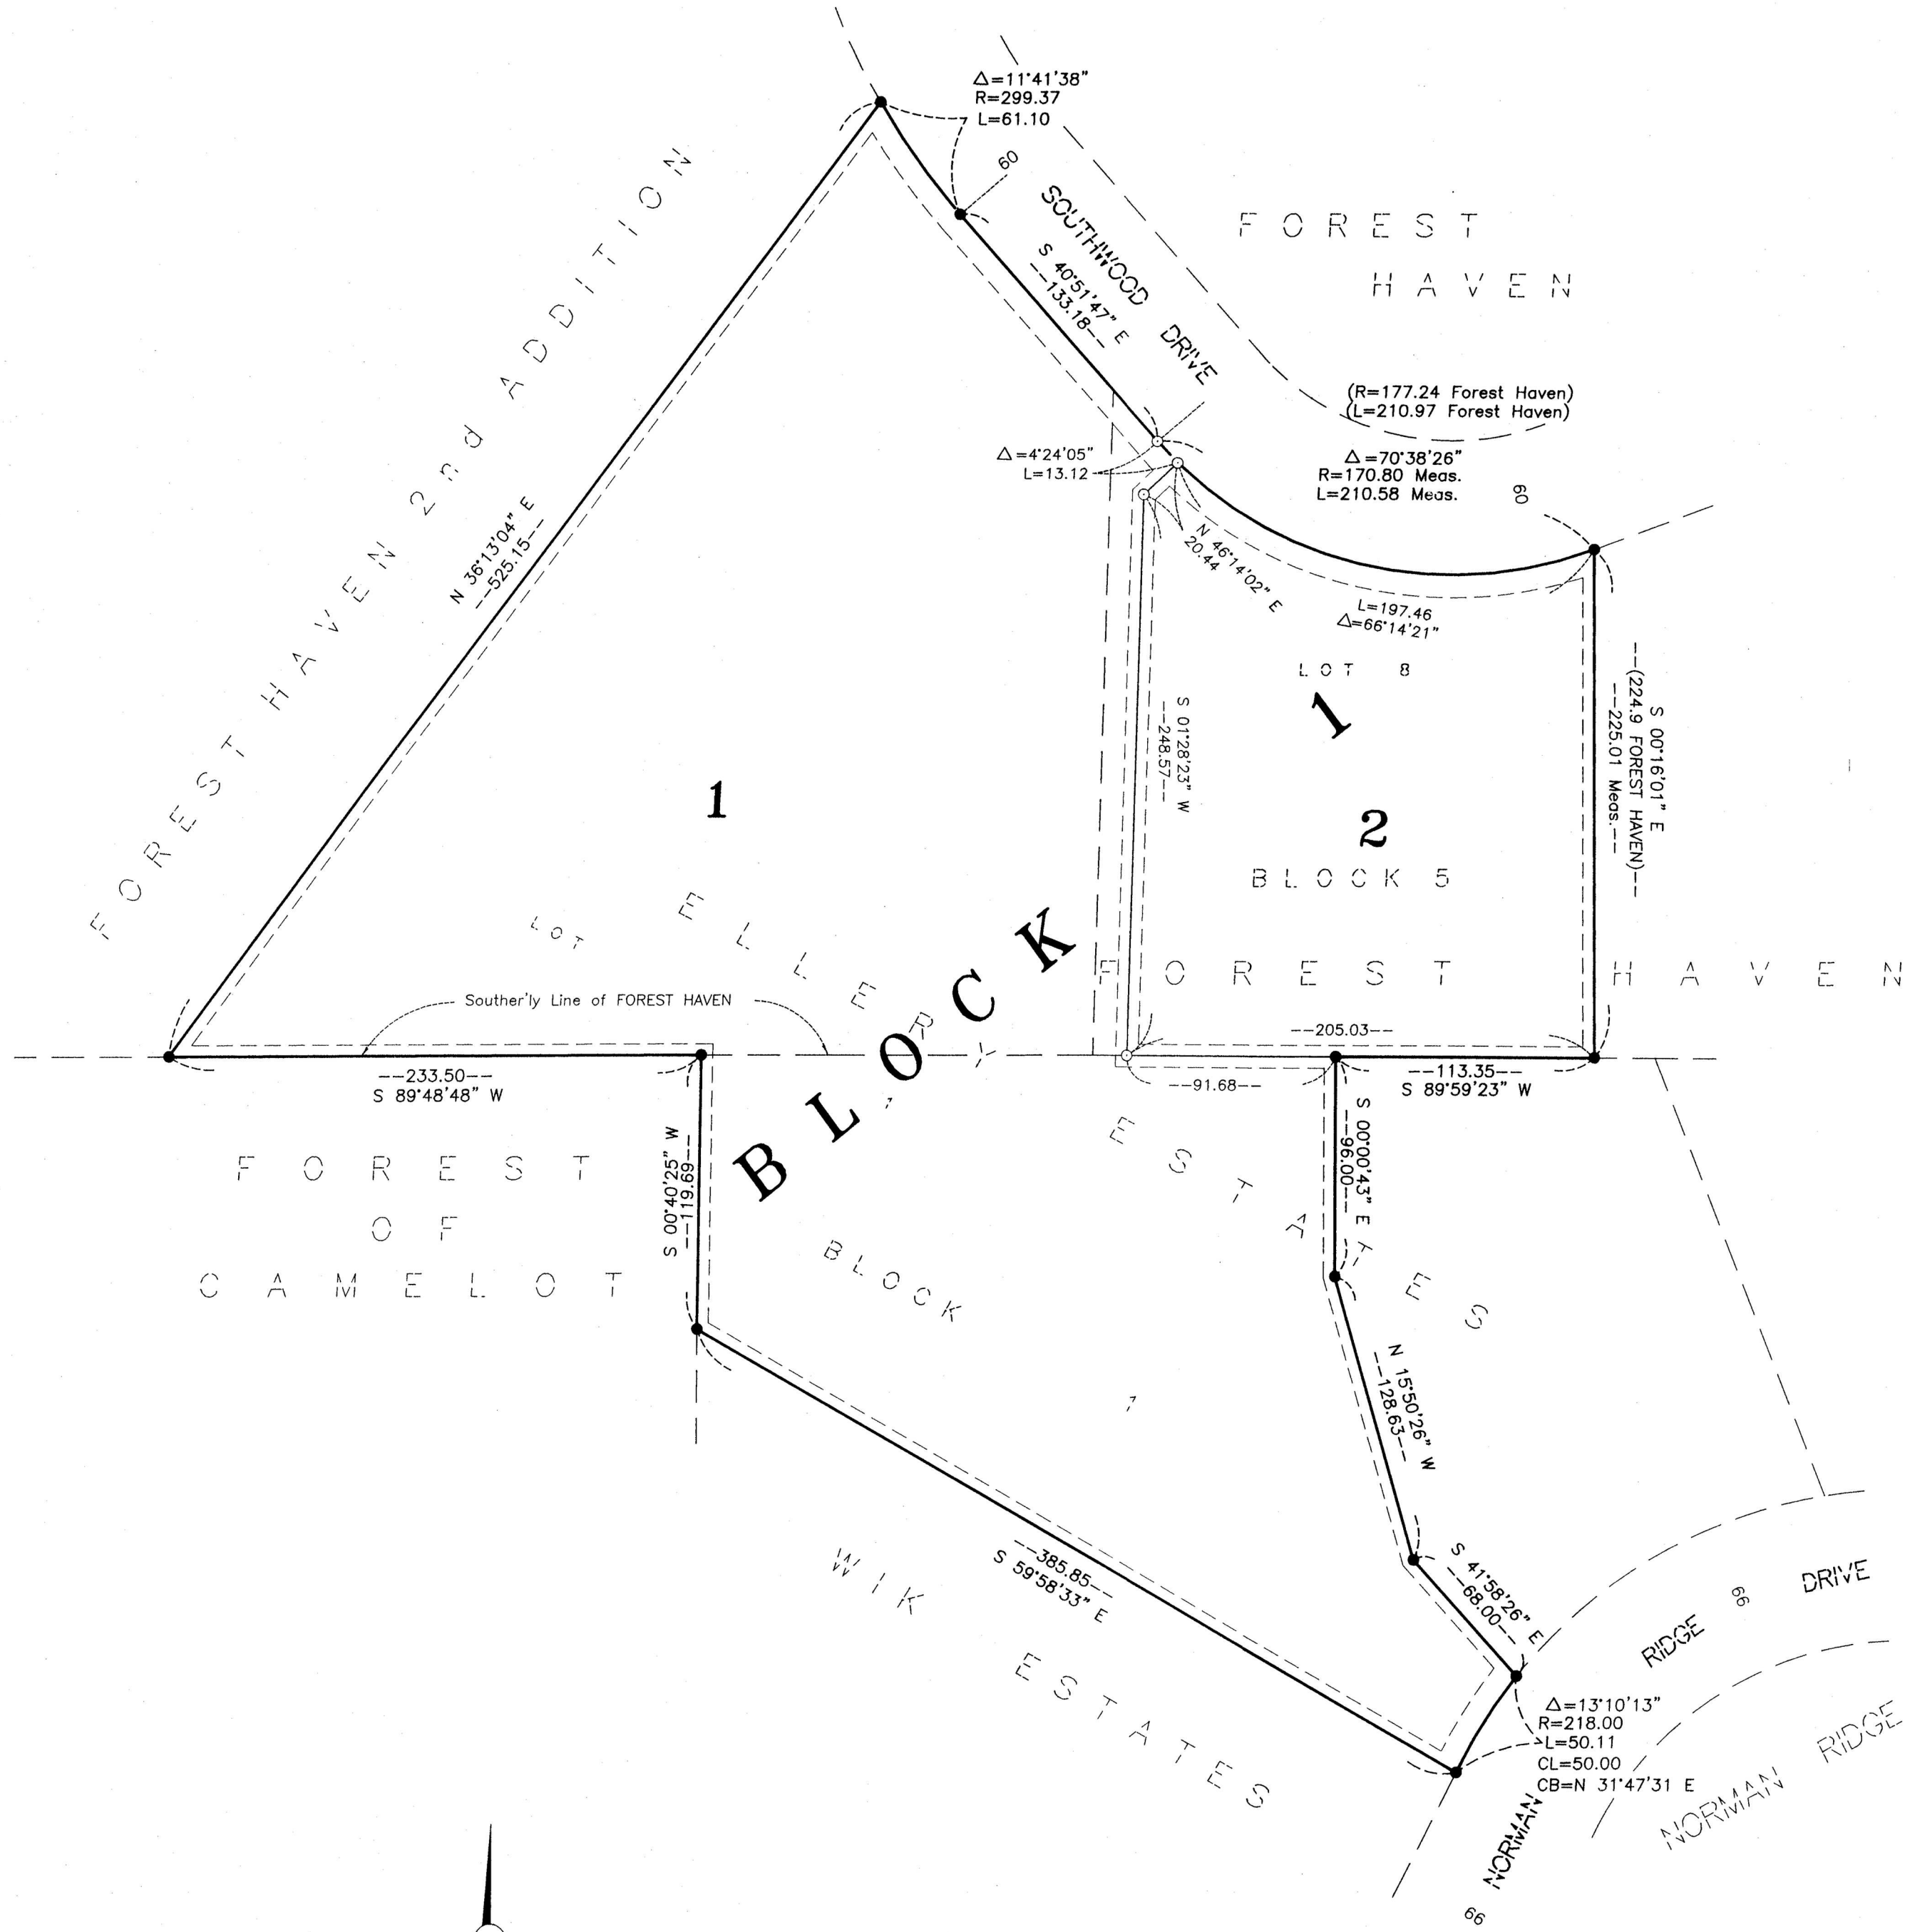 Δ=11°41'38"
R=299.37
L=61.10
60
SOUTHWOOD DRIVE
S 40°51'47" E
--133.18--
FOREST
HAVEN
(R=177.24 Forest Haven)
(L=210.97 Forest Haven)
Δ=70°38'26"
R=170.80 Meas.
L=210.58 Meas.
60
Δ=4°24'05"
L=13.12
N 46°14'02" E
20.44
L=197.46
Δ=66°14'21"
FOREST HAVEN 2nd ADDITION
N 36°13'04" E
--525.15--
LOT 8
1
S 01°28'23" W
--248.57--
S 00°16'01" E
--(224.9 FOREST HAVEN)--
--225.01 Meas.--
1
2
BLOCK 5
LOT
ELLER
BLOCK
FOREST HAVEN
Souther'ly Line of FOREST HAVEN
--205.03--
--233.50--
S 89°48'48" W
--91.68--
--113.35--
S 89°59'23" W
1
FOREST
OF
CAMELOT
S 00°40'25" W
--119.69--
ESTATES
S 00°00'43" E
--96.00--
BLOCK
1
N 15°50'26" W
--128.63--
--385.85--
S 59°58'33" E
WIK
ESTATES
S 41°58'26" E
--68.00--
NORMAN RIDGE DRIVE
66
66
Δ=13°10'13"
R=218.00
L=50.11
CL=50.00
CB=N 31°47'31 E
NORMAN RIDGE